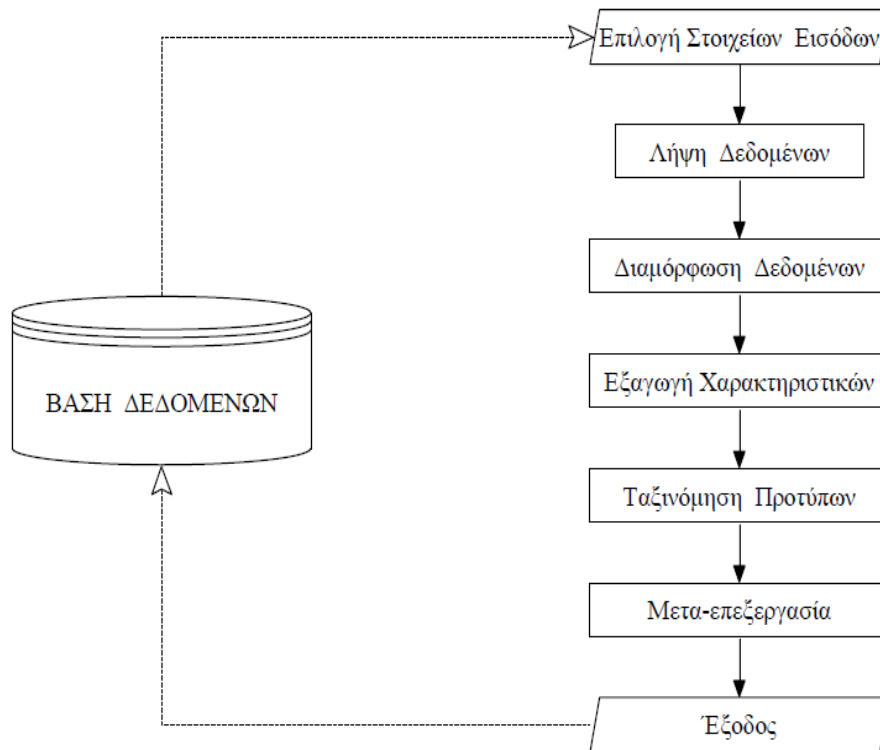 Επιλογή Στοιχείων Εισόδων
Λήψη Δεδομένων
Διαμόρφωση Δεδομένων
Εξαγωγή Χαρακτηριστικών
Ταξινόμηση Προτύπων
Μετα-επεξεργασία
Έξοδος
ΒΑΣΗ ΔΕΔΟΜΕΝΩΝ